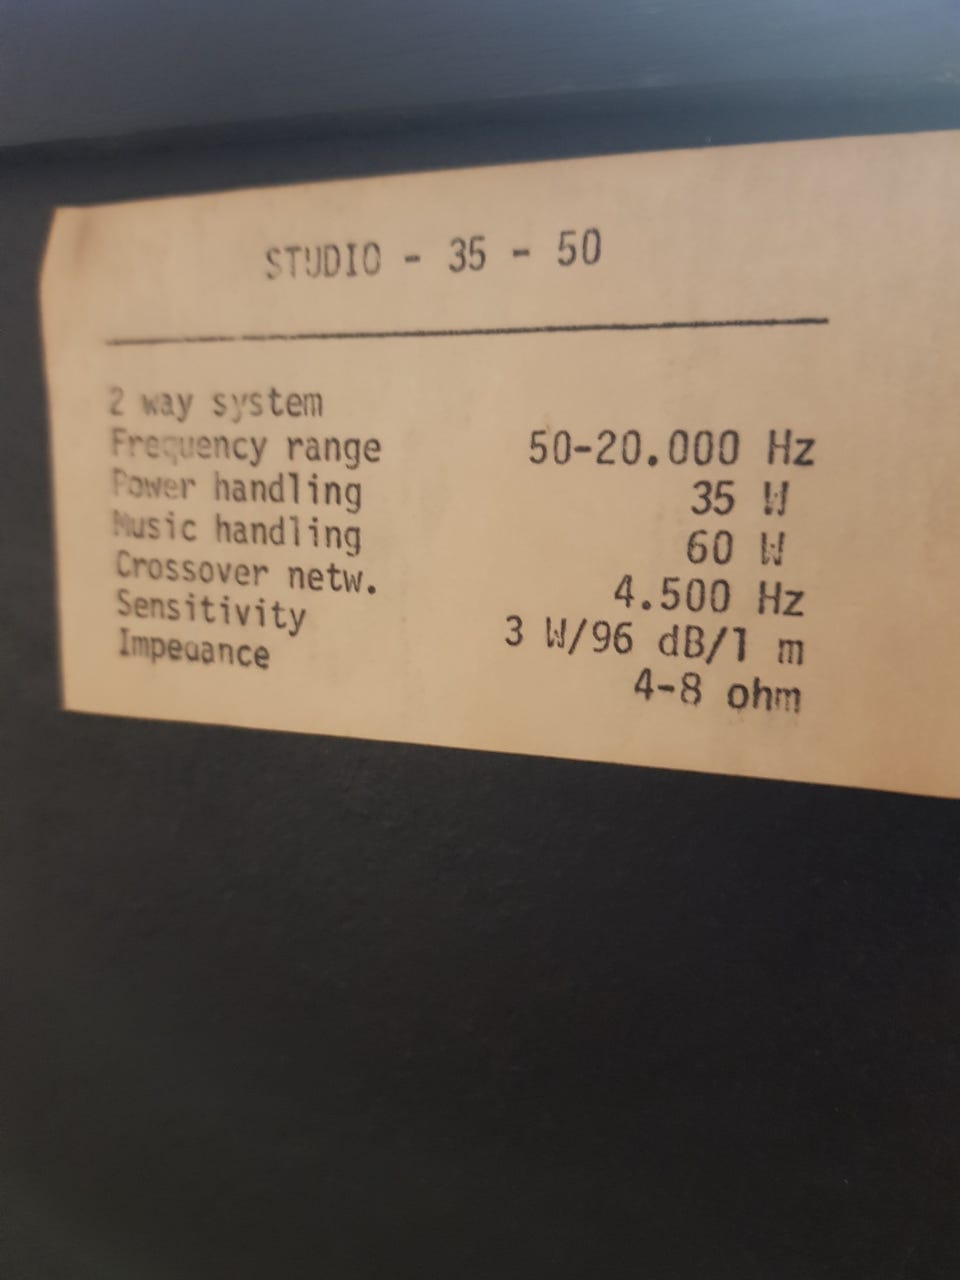 STUDIO - 35 - 50
2 way system
Frequency range 50-20.000 Hz
Power handling 35 W
Music handling 60 W
Crossover netw. 4.500 Hz
Sensitivity 3 W/96 dB/1 m
Impedance 4-8 ohm